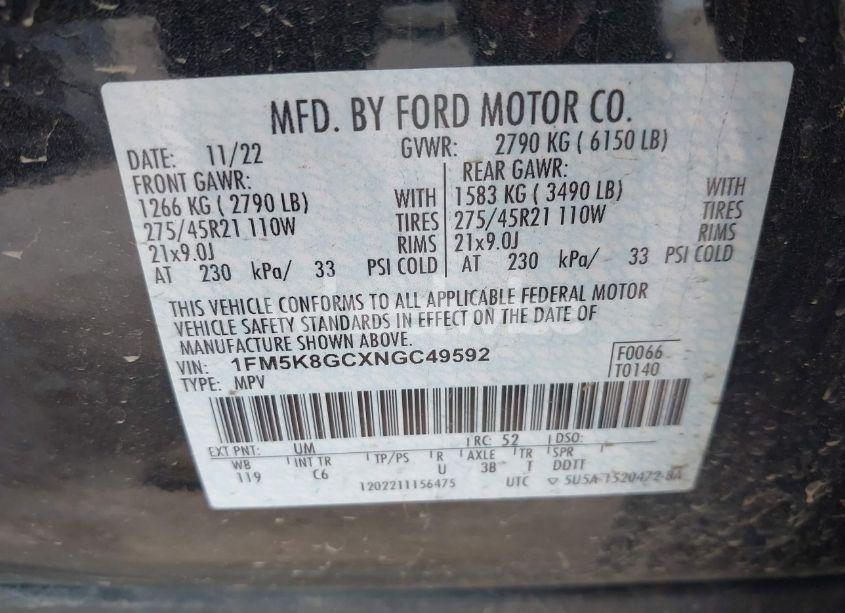 MFD. BY FORD MOTOR CO.
DATE: 11/22 GVWR: 2790 KG ( 6150 LB)
FRONT GAWR: REAR GAWR:
1266 KG ( 2790 LB) WITH 1583 KG ( 3490 LB) WITH
275/45R21 110W TIRES 275/45R21 110W TIRES
21x9.0J RIMS 21x9.0J RIMS
AT 230 kPa/ 33 PSI COLD AT 230 kPa/ 33 PSI COLD
THIS VEHICLE CONFORMS TO ALL APPLICABLE FEDERAL MOTOR
VEHICLE SAFETY STANDARDS IN EFFECT ON THE DATE OF
MANUFACTURE SHOWN ABOVE.
VIN: 1FM5K8GCXNGC49592 F0066
TYPE: MPV T0140
EXT PNT: UM RC: 52 DSO:
WB INT TR TP/PS R AXLE TR SPR
119 C6 U 3B T DDTT
1202211156475 UTC 5U5A-1520472-BA